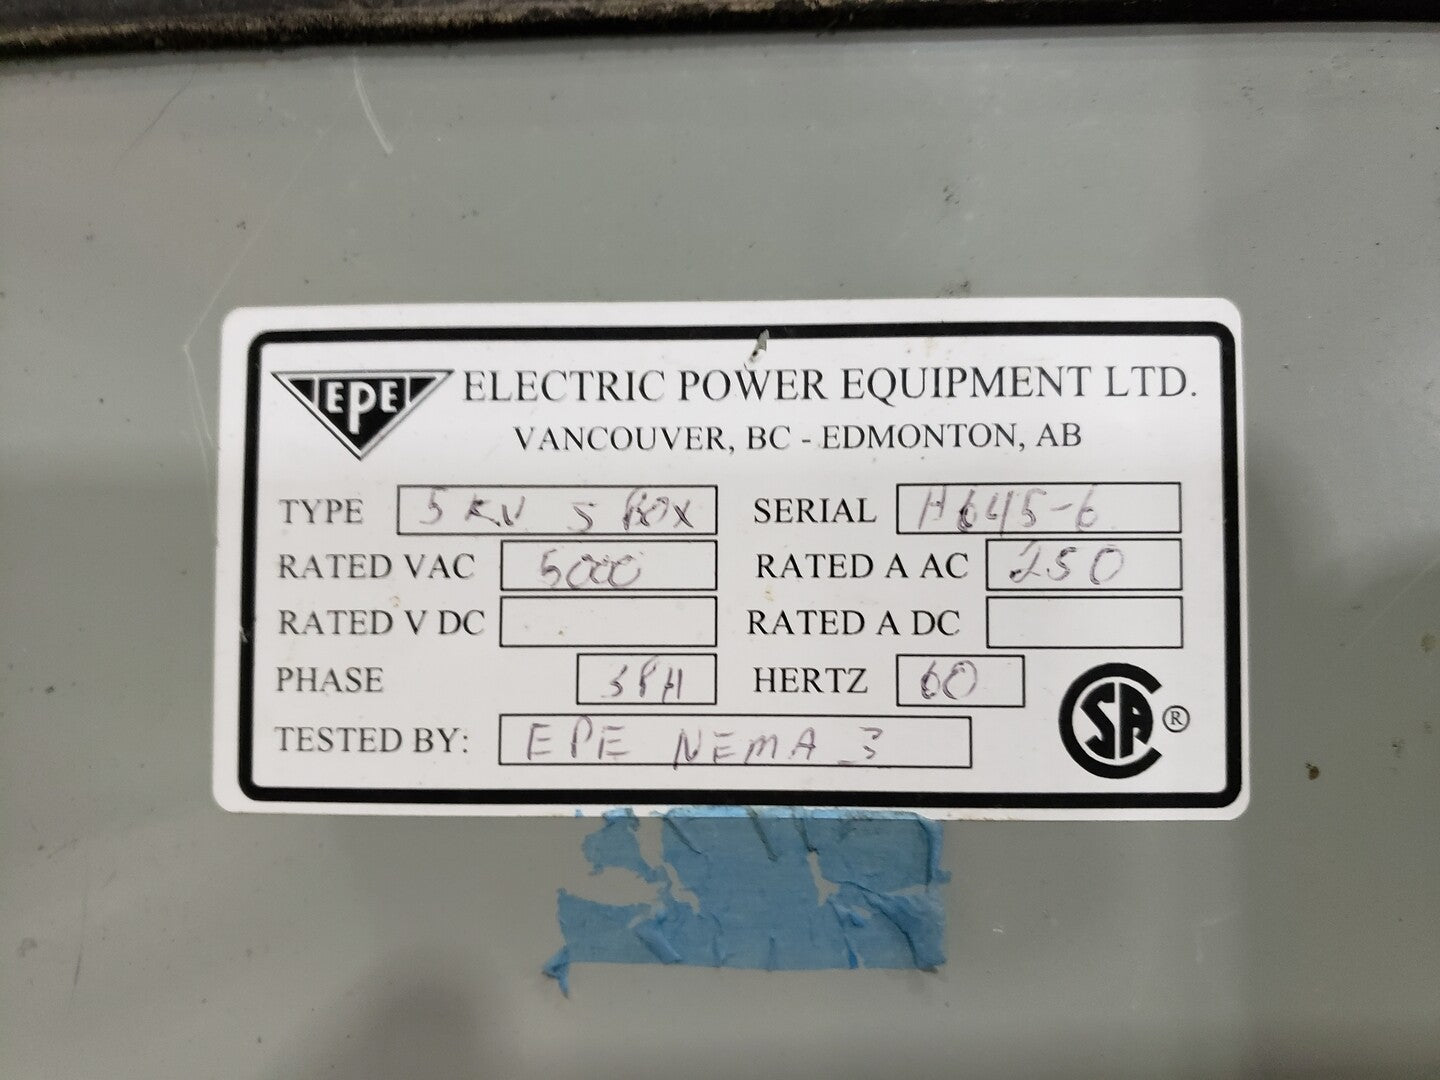 EPE ELECTRIC POWER EQUIPMENT LTD.
VANCOUVER, BC - EDMONTON, AB
TYPE 5 KV S BOX SERIAL H645-6
RATED VAC 5000 RATED A AC 250
RATED V DC RATED A DC
PHASE 3PH HERTZ 60
TESTED BY: EPE NEMA 3
SA ®